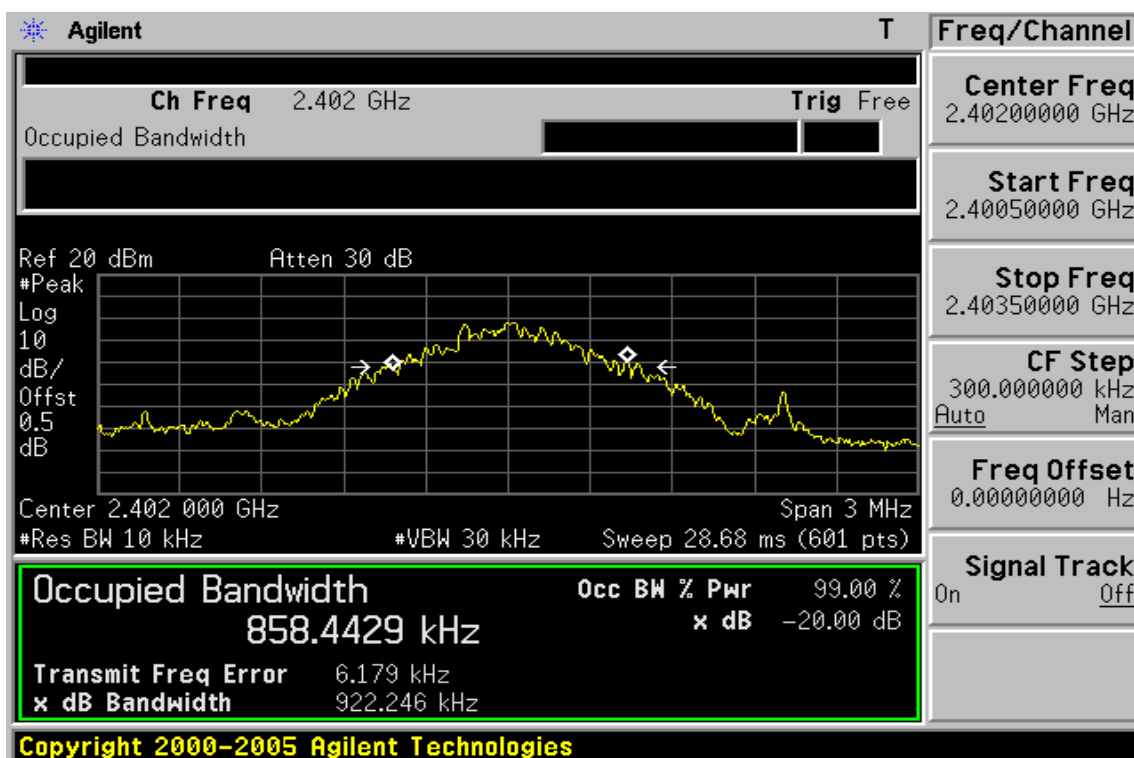 Agilent T
Ch Freq 2.402 GHz Trig Free
Occupied Bandwidth
Ref 20 dBm Atten 30 dB
#Peak
Log
10
dB/
Offst
0.5
dB
Center 2.402 000 GHz Span 3 MHz
#Res BW 10 kHz #VBW 30 kHz Sweep 28.68 ms (601 pts)
Occupied Bandwidth
858.4429 kHz
Occ BW % Pwr 99.00 %
x dB -20.00 dB
Transmit Freq Error 6.179 kHz
x dB Bandwidth 922.246 kHz
Copyright 2000-2005 Agilent Technologies
Freq/Channel
Center Freq
2.40200000 GHz
Start Freq
2.40050000 GHz
Stop Freq
2.40350000 GHz
CF Step
300.000000 kHz
Auto Man
Freq Offset
0.00000000 Hz
Signal Track
On Off